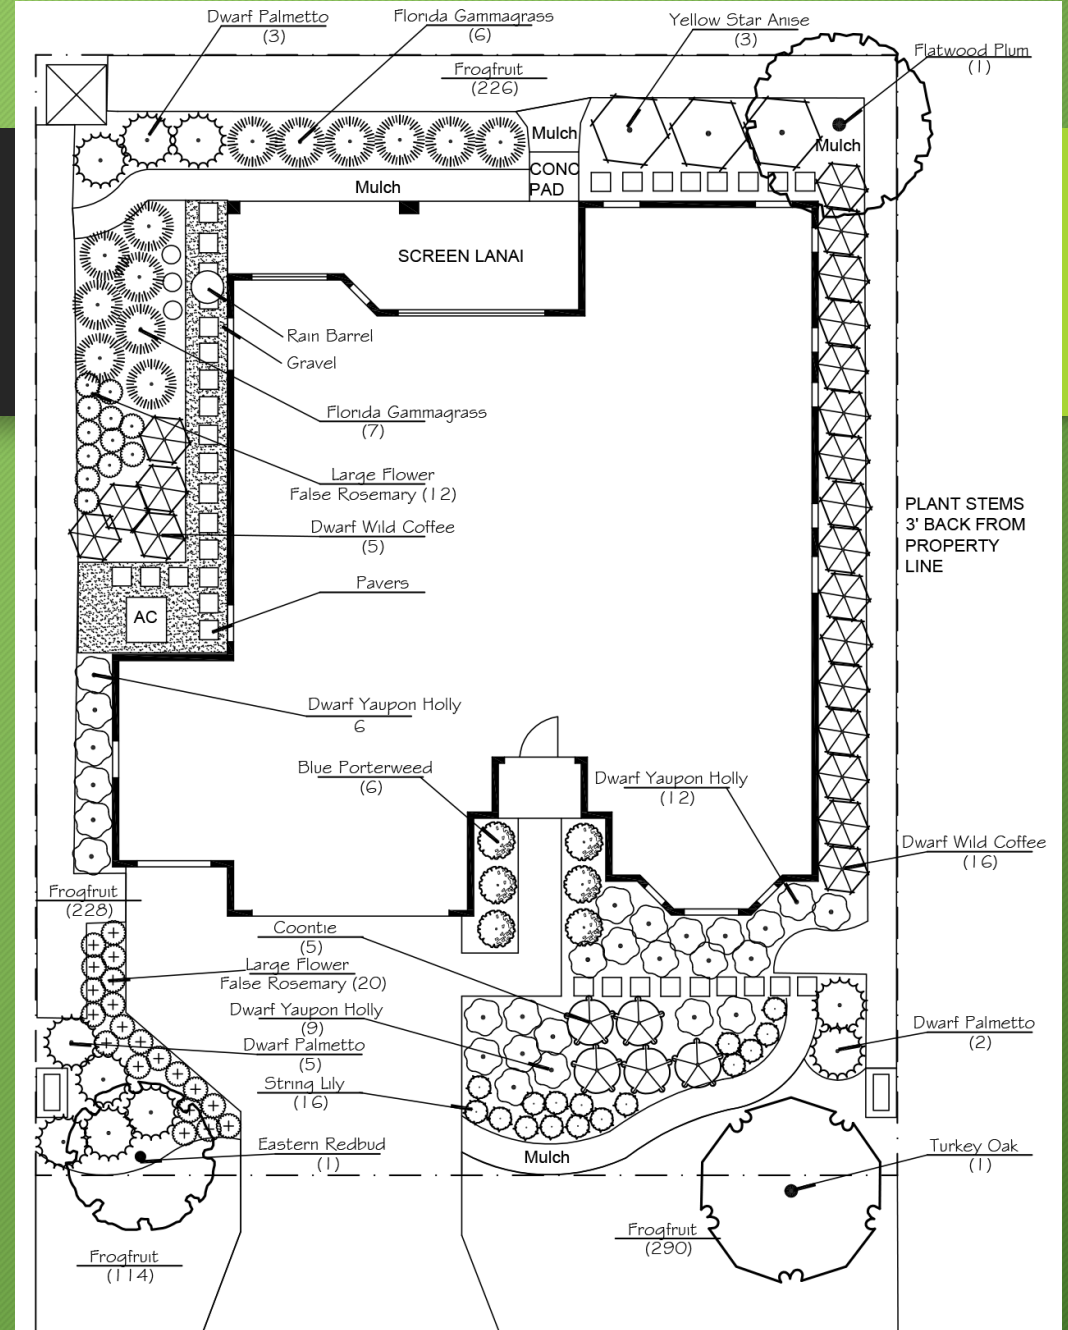 Dwarf Palmetto
(3)
Florida Gammagrass
(6)
Yellow Star Anise
(3)
Flatwood Plum
(1)
Frogfruit
(226)
Mulch
Mulch
CONC
PAD
Mulch
SCREEN LANAI
Rain Barrel
Gravel
Florida Gammagrass
(7)
Large Flower
False Rosemary (12)
Dwarf Wild Coffee
(5)
PLANT STEMS
3' BACK FROM
PROPERTY
LINE
Pavers
AC
Dwarf Yaupon Holly
6
Blue Porterweed
(6)
Dwarf Yaupon Holly
(12)
Dwarf Wild Coffee
(16)
Frogfruit
(228)
Coontie
(5)
Large Flower
False Rosemary (20)
Dwarf Yaupon Holly
(9)
Dwarf Palmetto
(2)
Dwarf Palmetto
(5)
String Lily
(16)
Eastern Redbud
(1)
Mulch
Turkey Oak
(1)
Frogfruit
(290)
Frogfruit
(114)